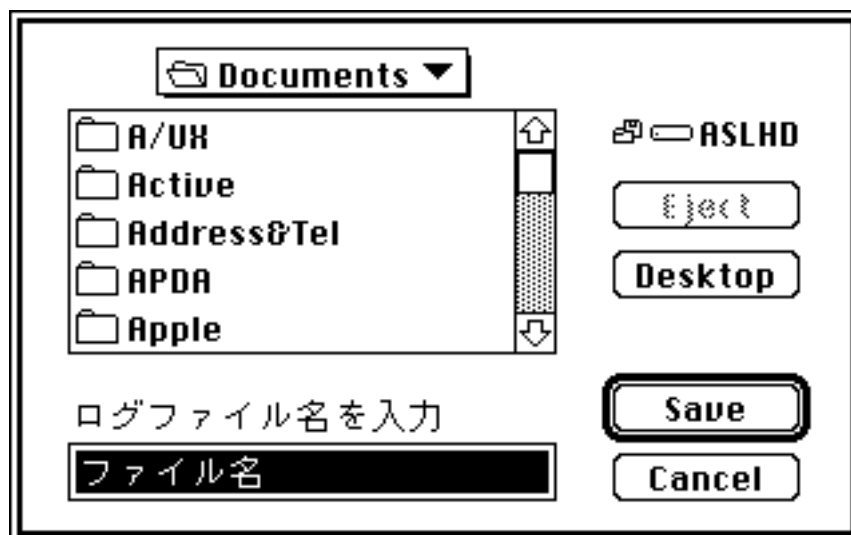 Documents
A/UX
Active
Address&Tel
APDA
Apple
ASLHD
Eject
Desktop
ログファイル名を入力
ファイル名
Save
Cancel